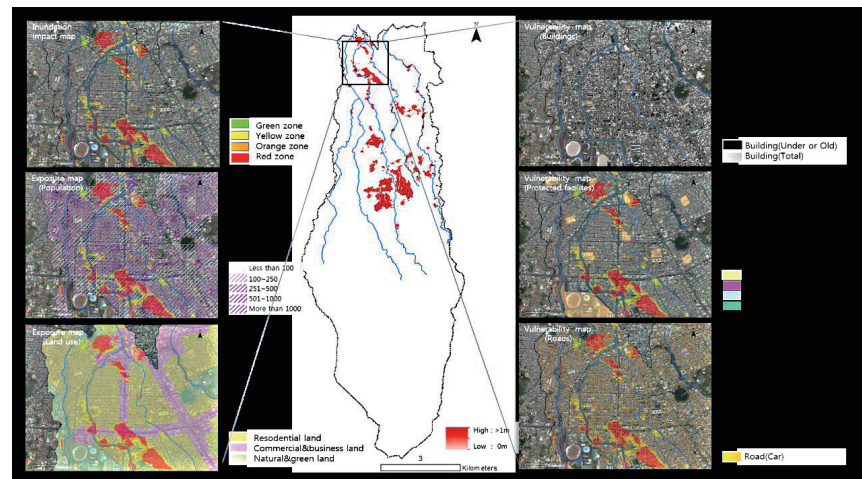 Inundation
impact map
Green zone
Yellow zone
Orange zone
Red zone
Exposure map
(Population)
Less than 100
100~250
251~500
501~1000
More than 1000
Exposure map
(Land use)
Resodential land
Commercial&business land
Natural&green land
High : >1m
Low : 0m
3
Kilometers
Vulnerability map
(Buildings)
Building(Under or Old)
Building(Total)
Vulnerability map
(Protected facilites)
Vulnerability map
(Roads)
Road(Car)